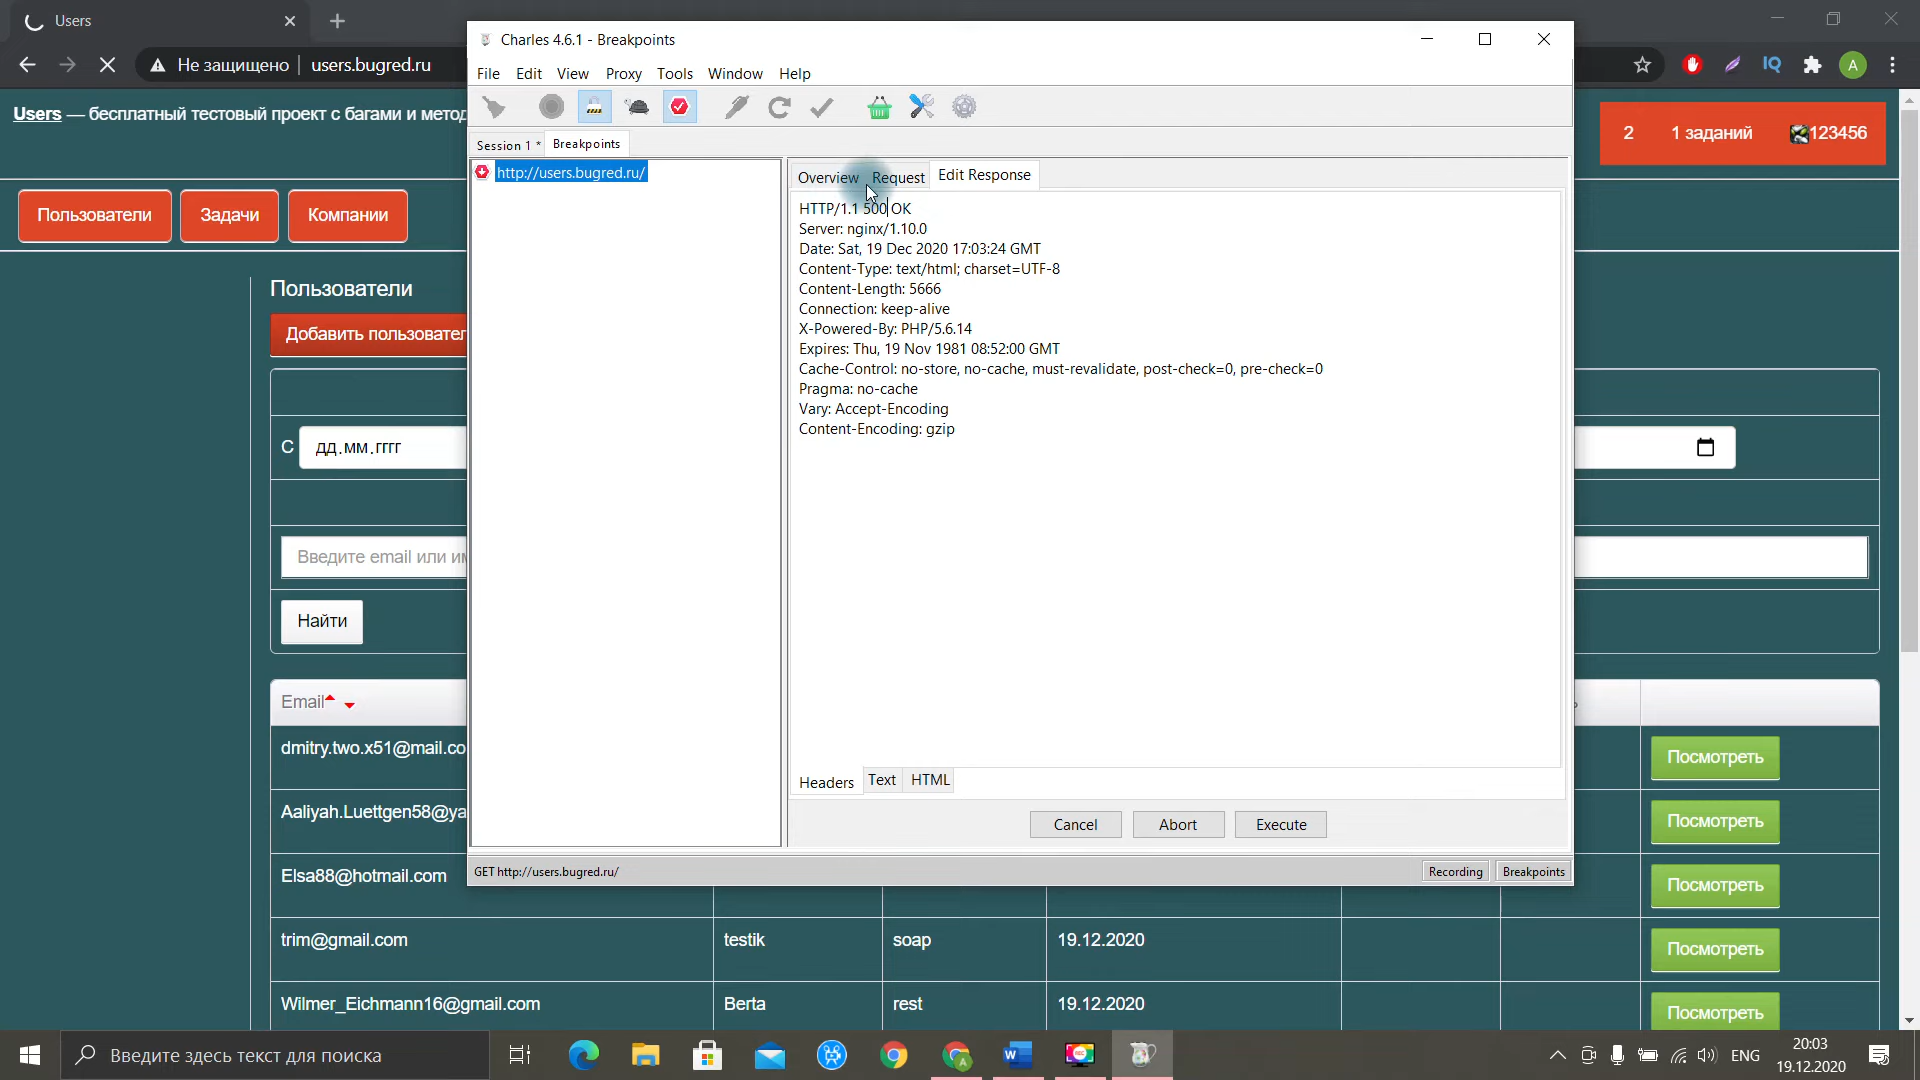 Users
Не защищено
users.bugred.ru
A
Users — бесплатный тестовый проект с багами и метод
2
1 заданий
123456
Пользователи
Задачи
Компании
Пользователи
Добавить пользовател
С
дд.мм.гггг
Введите email или им
Найти
Email
dmitry.two.x51@mail.co
Посмотреть
Aaliyah.Luettgen58@ya
Посмотреть
Elsa88@hotmail.com
Посмотреть
trim@gmail.com
testik
soap
19.12.2020
Посмотреть
Wilmer_Eichmann16@gmail.com
Berta
rest
19.12.2020
Посмотреть
Charles 4.6.1 - Breakpoints
File Edit View Proxy Tools Window Help
Session 1 *
Breakpoints
http://users.bugred.ru/
Overview
Request
Edit Response
HTTP/1.1 500 OK
Server: nginx/1.10.0
Date: Sat, 19 Dec 2020 17:03:24 GMT
Content-Type: text/html; charset=UTF-8
Content-Length: 5666
Connection: keep-alive
X-Powered-By: PHP/5.6.14
Expires: Thu, 19 Nov 1981 08:52:00 GMT
Cache-Control: no-store, no-cache, must-revalidate, post-check=0, pre-check=0
Pragma: no-cache
Vary: Accept-Encoding
Content-Encoding: gzip
Headers
Text
HTML
Cancel
Abort
Execute
GET http://users.bugred.ru/
Recording
Breakpoints
Введите здесь текст для поиска
ENG
20:03
19.12.2020